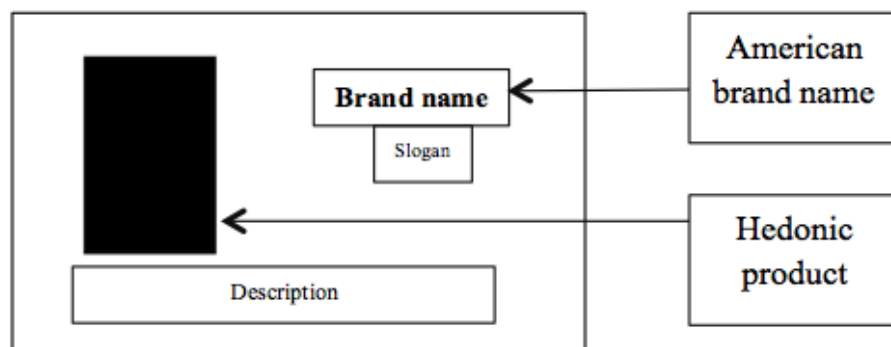 Brand name
Slogan
Description
American
brand name
Hedonic
product